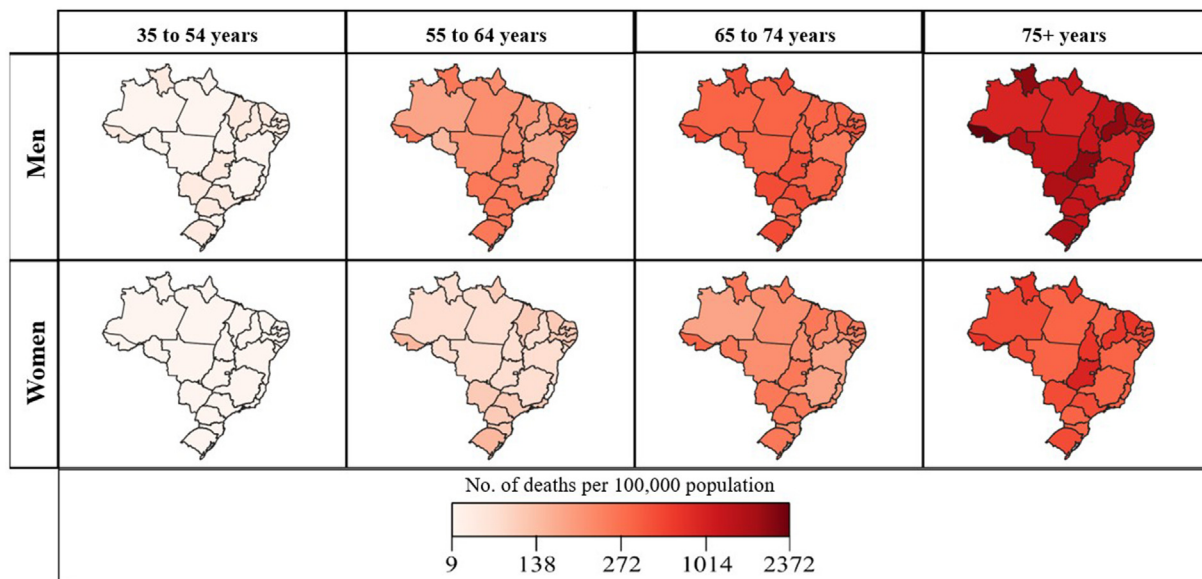 35 to 54 years
55 to 64 years
65 to 74 years
75+ years
Men
Women
No. of deaths per 100,000 population
9 138 272 1014 2372